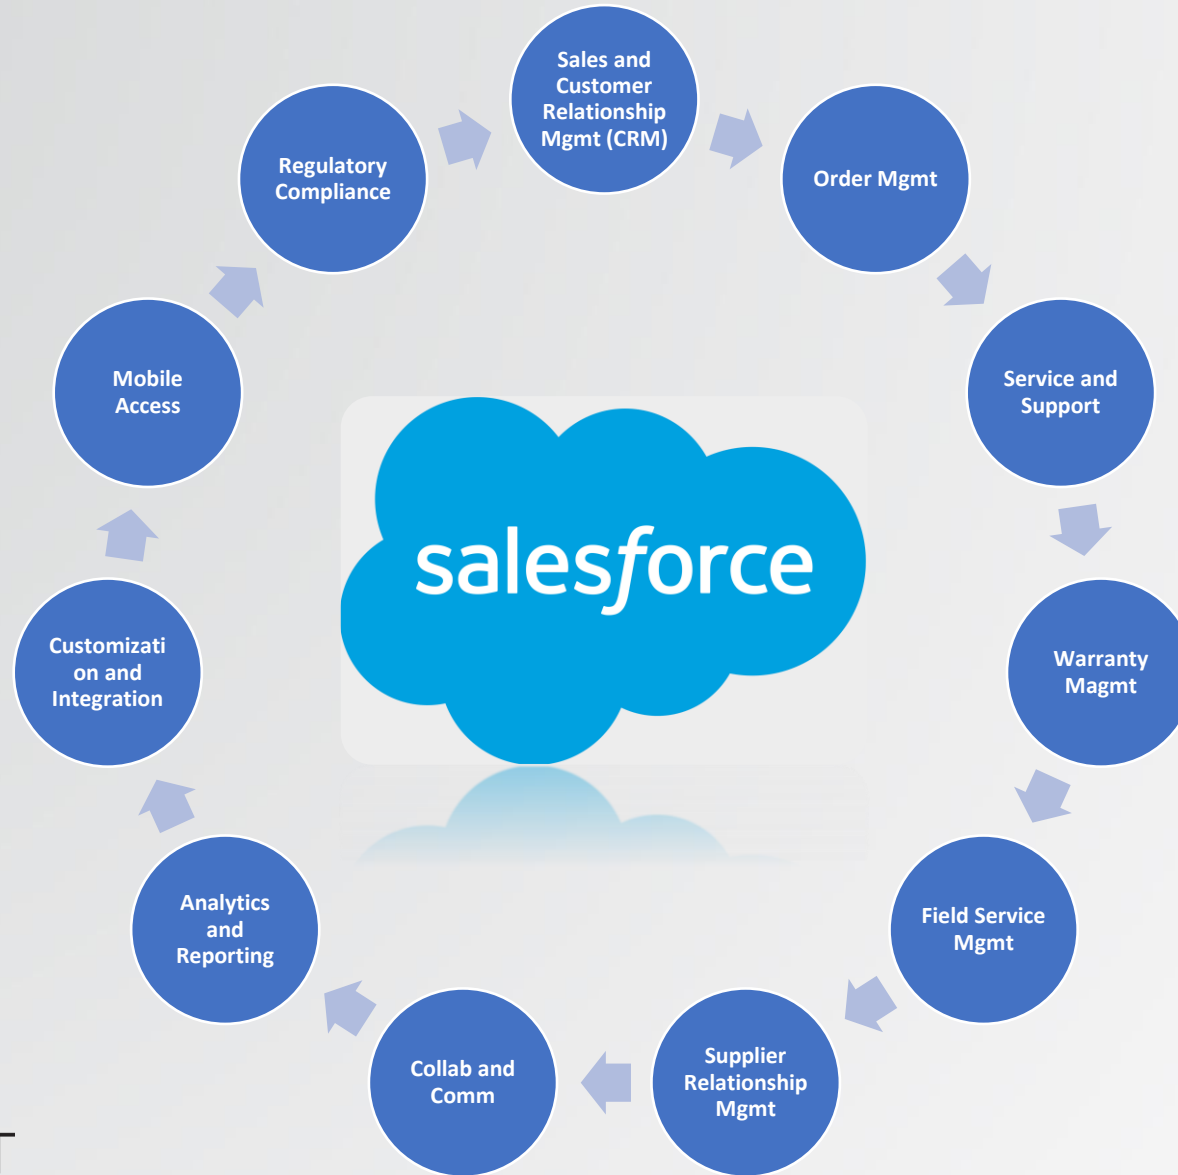 Sales and
Customer
Relationship
Mgmt (CRM)
Order Mgmt
Service and
Support
Warranty
Magmt
Field Service
Mgmt
Supplier
Relationship
Mgmt
Collab and
Comm
Analytics
and
Reporting
Customizati
on and
Integration
Mobile
Access
Regulatory
Compliance
salesforce